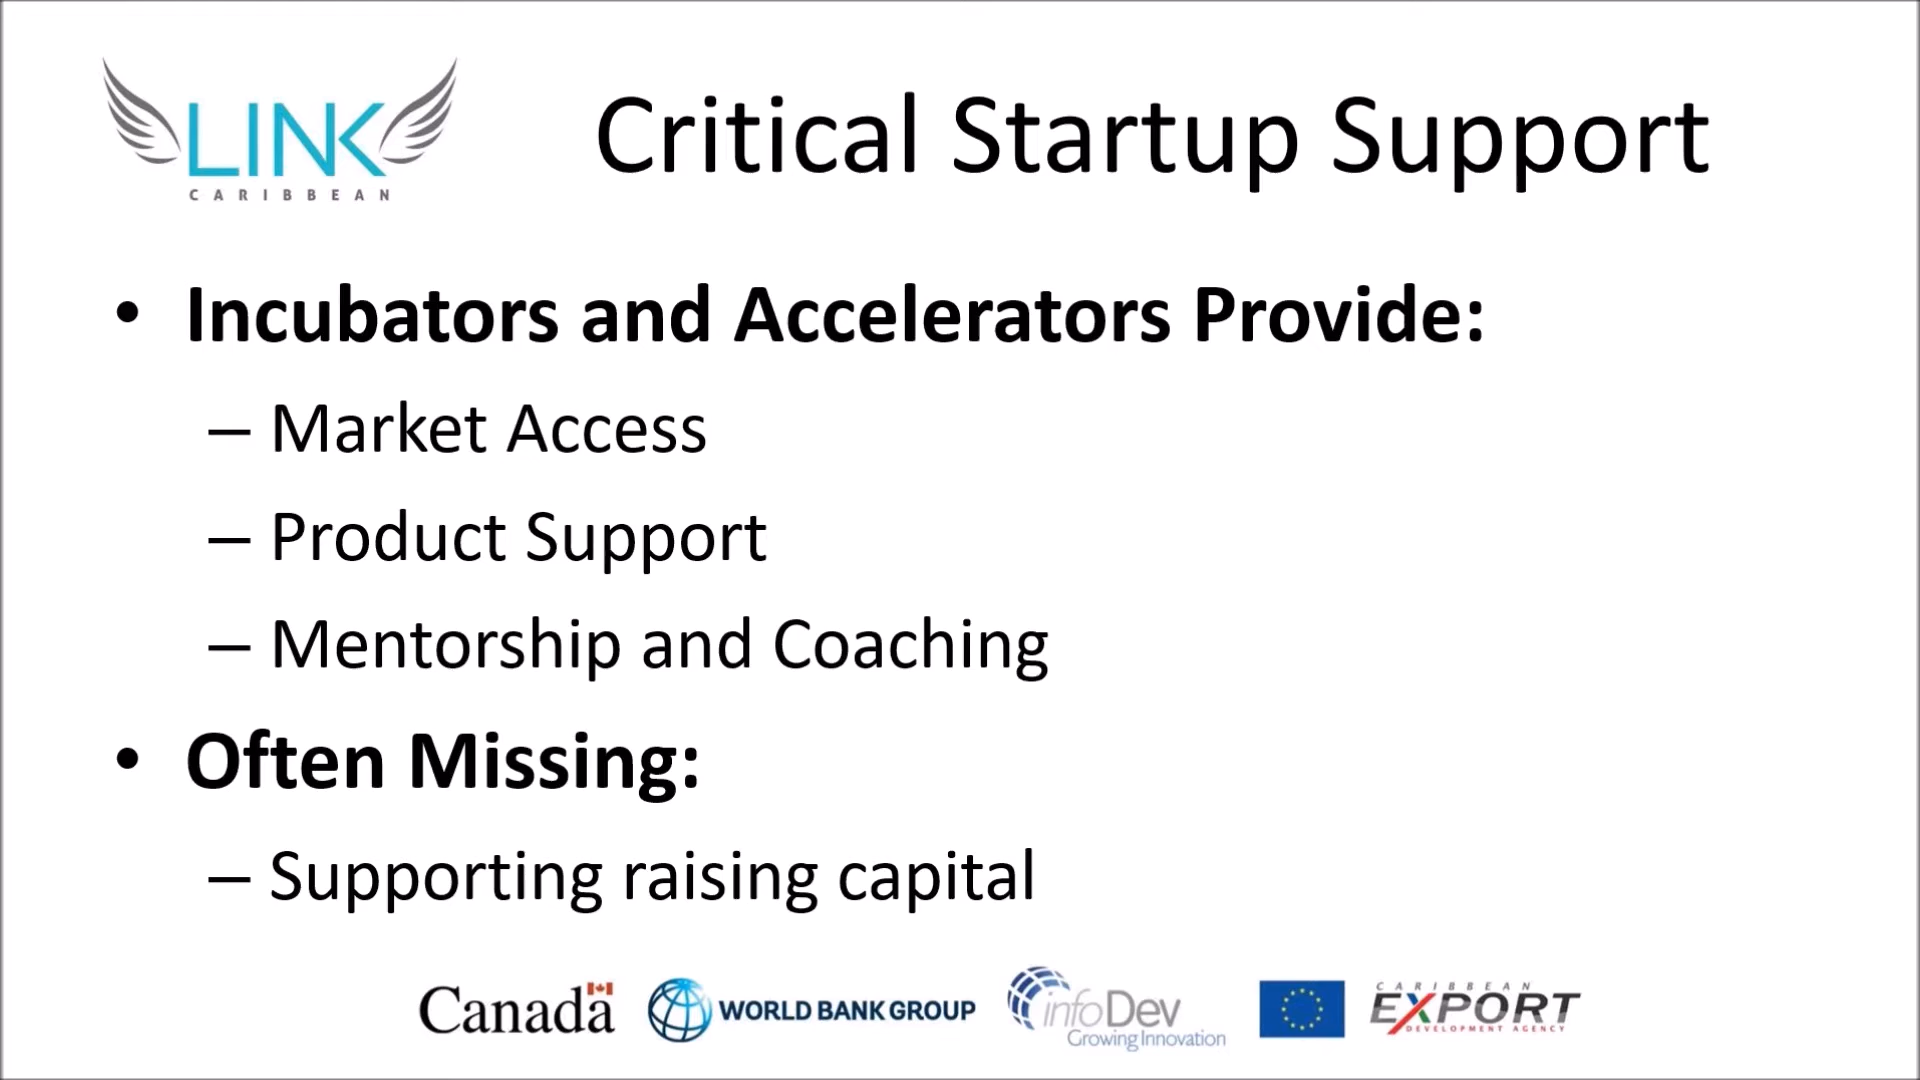 LINK
CARIBBEAN
Critical Startup Support
• Incubators and Accelerators Provide:
– Market Access
– Product Support
– Mentorship and Coaching
• Often Missing:
– Supporting raising capital
Canada
WORLD BANK GROUP
infoDev
Growing Innovation
CARIBBEAN
EXPORT
DEVELOPMENT AGENCY